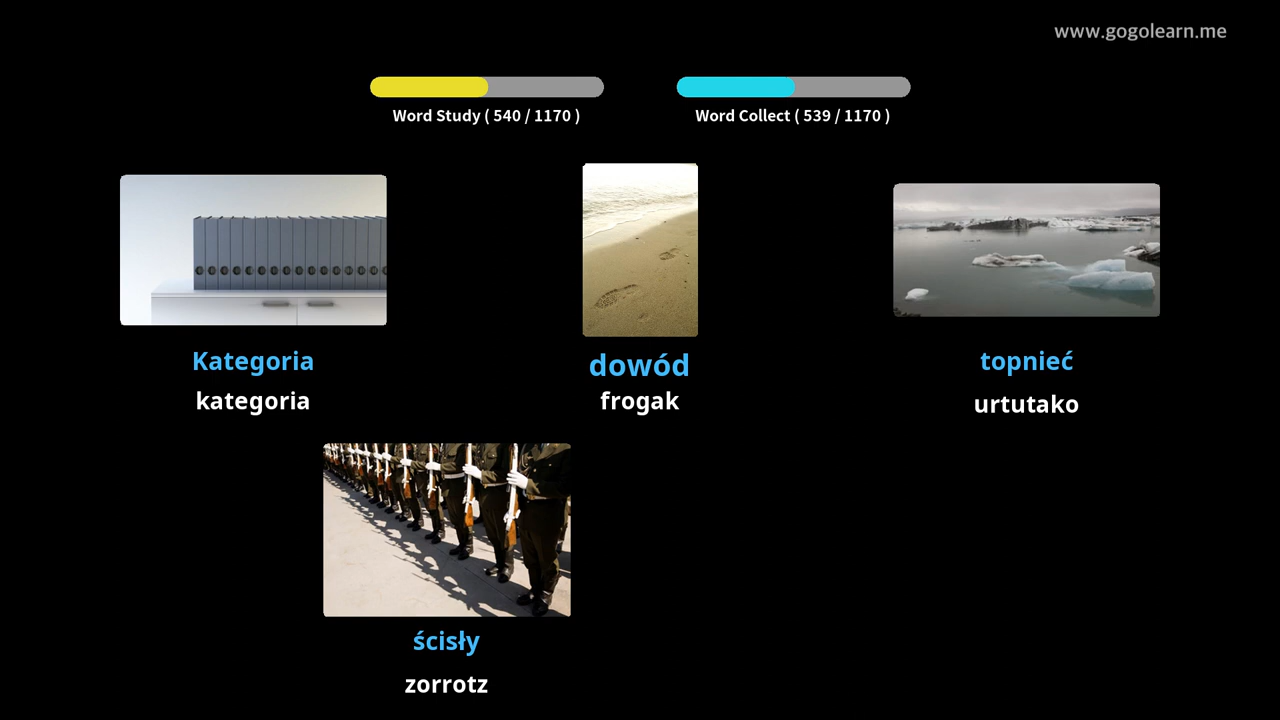 www.gogolearn.me
Word Study ( 540 / 1170 )
Word Collect ( 539 / 1170 )
Kategoria
kategoria
dowód
frogak
topnieć
urtutako
ścisły
zorrotz